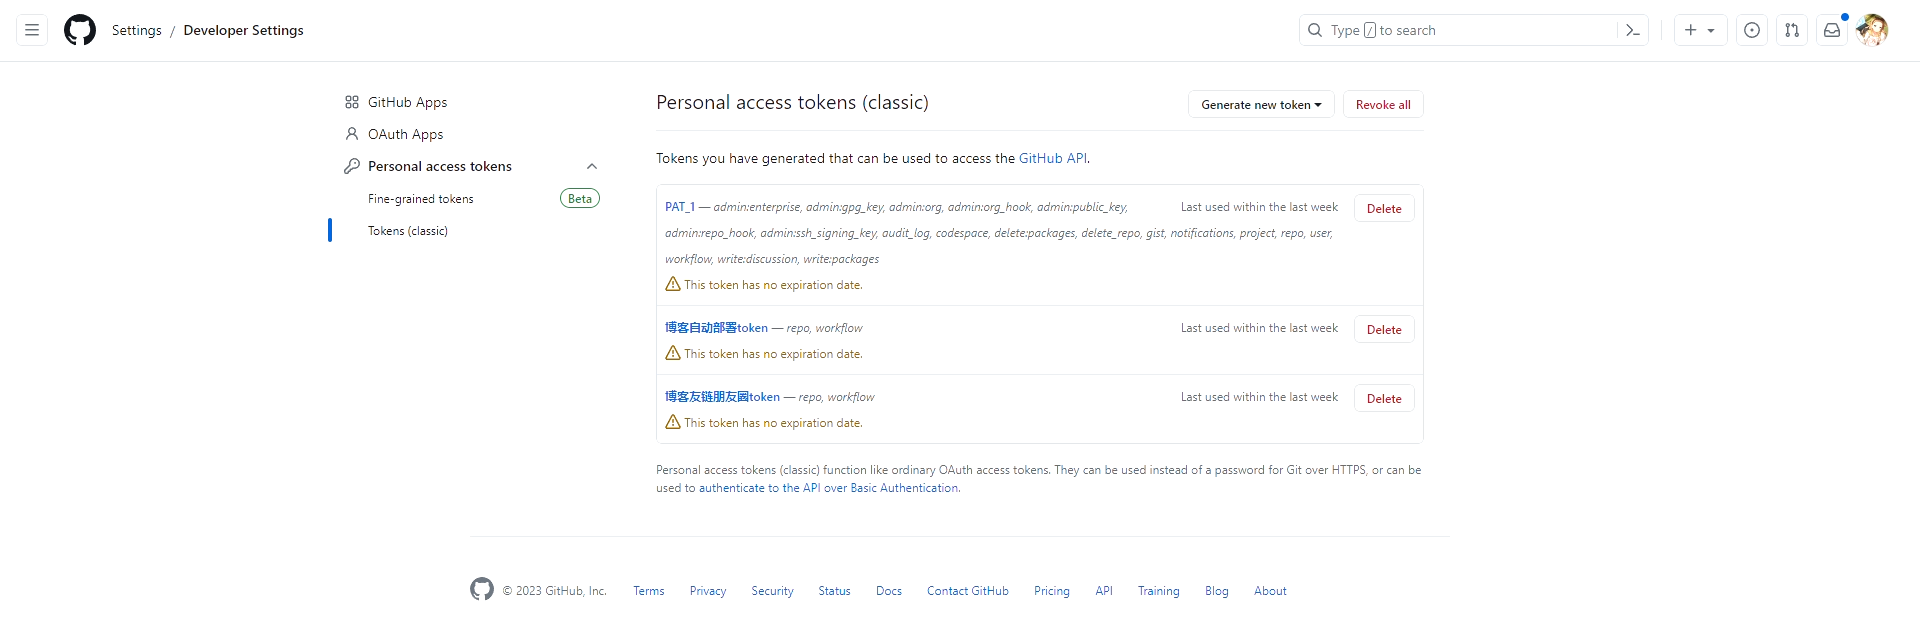 Settings / Developer Settings
Type / to search
GitHub Apps
OAuth Apps
Personal access tokens
Fine-grained tokens Beta
Tokens (classic)
Personal access tokens (classic)
Generate new token
Revoke all
Tokens you have generated that can be used to access the GitHub API.
PAT_1 — admin:enterprise, admin:gpg_key, admin:org, admin:org_hook, admin:public_key,
Last used within the last week
Delete
admin:repo_hook, admin:ssh_signing_key, audit_log, codespace, delete:packages, delete_repo, gist, notifications, project, repo, user,
workflow, write:discussion, write:packages
This token has no expiration date.
博客自动部署token — repo, workflow
Last used within the last week
Delete
This token has no expiration date.
博客友链朋友圈token — repo, workflow
Last used within the last week
Delete
This token has no expiration date.
Personal access tokens (classic) function like ordinary OAuth access tokens. They can be used instead of a password for Git over HTTPS, or can be
used to authenticate to the API over Basic Authentication.
© 2023 GitHub, Inc. Terms Privacy Security Status Docs Contact GitHub Pricing API Training Blog About